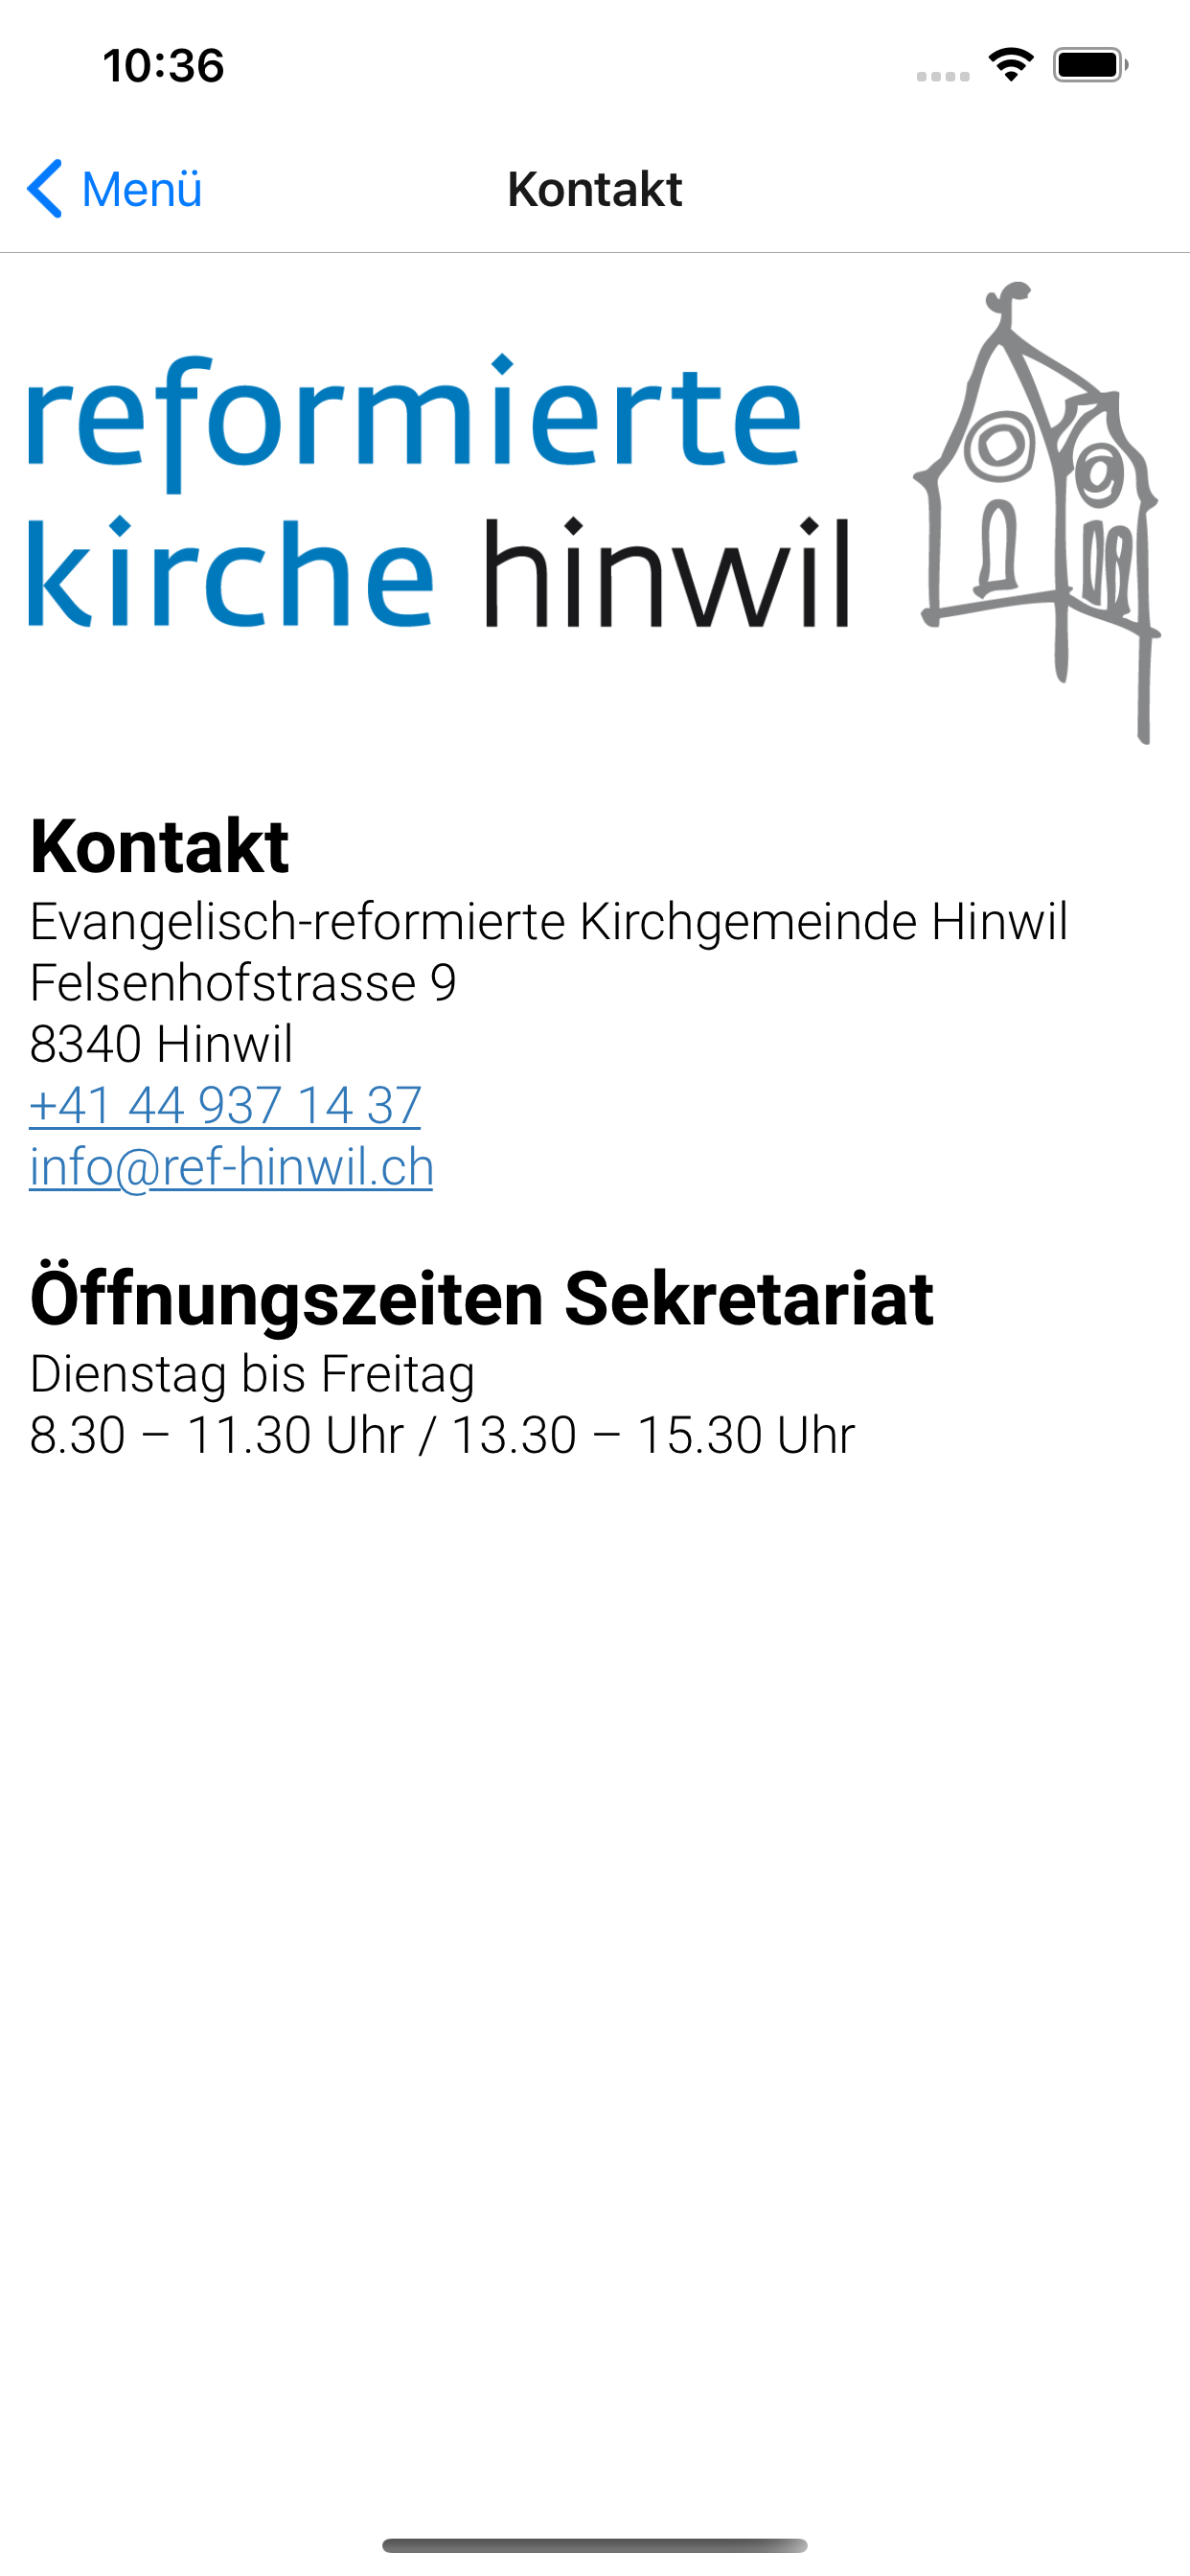 10:36
Menü
Kontakt
reformierte
kirche hinwil
Kontakt
Evangelisch-reformierte Kirchgemeinde Hinwil
Felsenhofstrasse 9
8340 Hinwil
+41 44 937 14 37
info@ref-hinwil.ch
Öffnungszeiten Sekretariat
Dienstag bis Freitag
8.30 – 11.30 Uhr / 13.30 – 15.30 Uhr